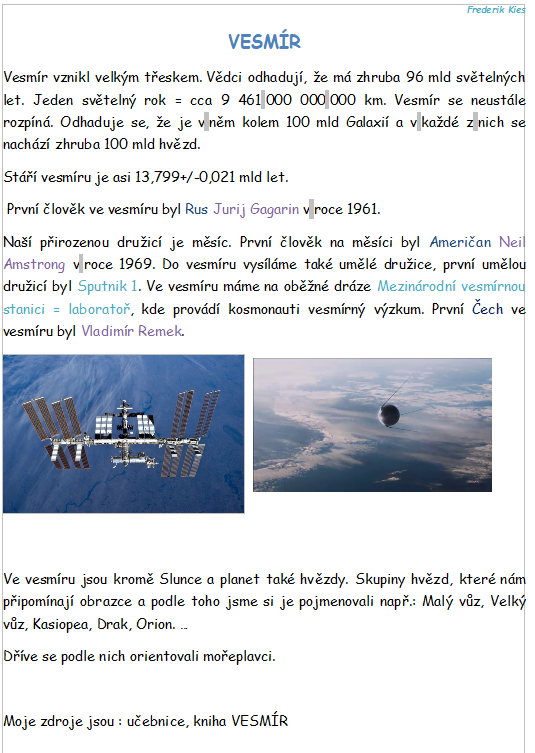 Frederik Kies
VESMÍR
Vesmír vznikl velkým třeskem. Vědci odhadují, že má zhruba 96 mld světelných
let. Jeden světelný rok = cca 9 461 000 000 000 km. Vesmír se neustále
rozpíná. Odhaduje se, že je v něm kolem 100 mld Galaxií a v každé z nich se
nachází zhruba 100 mld hvězd.
Stáří vesmíru je asi 13,799+/-0,021 mld let.
První člověk ve vesmíru byl Rus Jurij Gagarin v roce 1961.
Naší přirozenou družicí je měsíc. První člověk na měsíci byl Američan Neil
Amstrong v roce 1969. Do vesmíru vysíláme také umělé družice, první umělou
družicí byl Sputnik 1. Ve vesmíru máme na oběžné dráze Mezinárodní vesmírnou
stanici = laboratoř, kde provádí kosmonauti vesmírný výzkum. První Čech ve
vesmíru byl Vladimír Remek.
Ve vesmíru jsou kromě Slunce a planet také hvězdy. Skupiny hvězd, které nám
připomínají obrazce a podle toho jsme si je pojmenovali např.: Malý vůz, Velký
vůz, Kasiopea, Drak, Orion. ...
Dříve se podle nich orientovali mořeplavci.
Moje zdroje jsou : učebnice, kniha VESMÍR